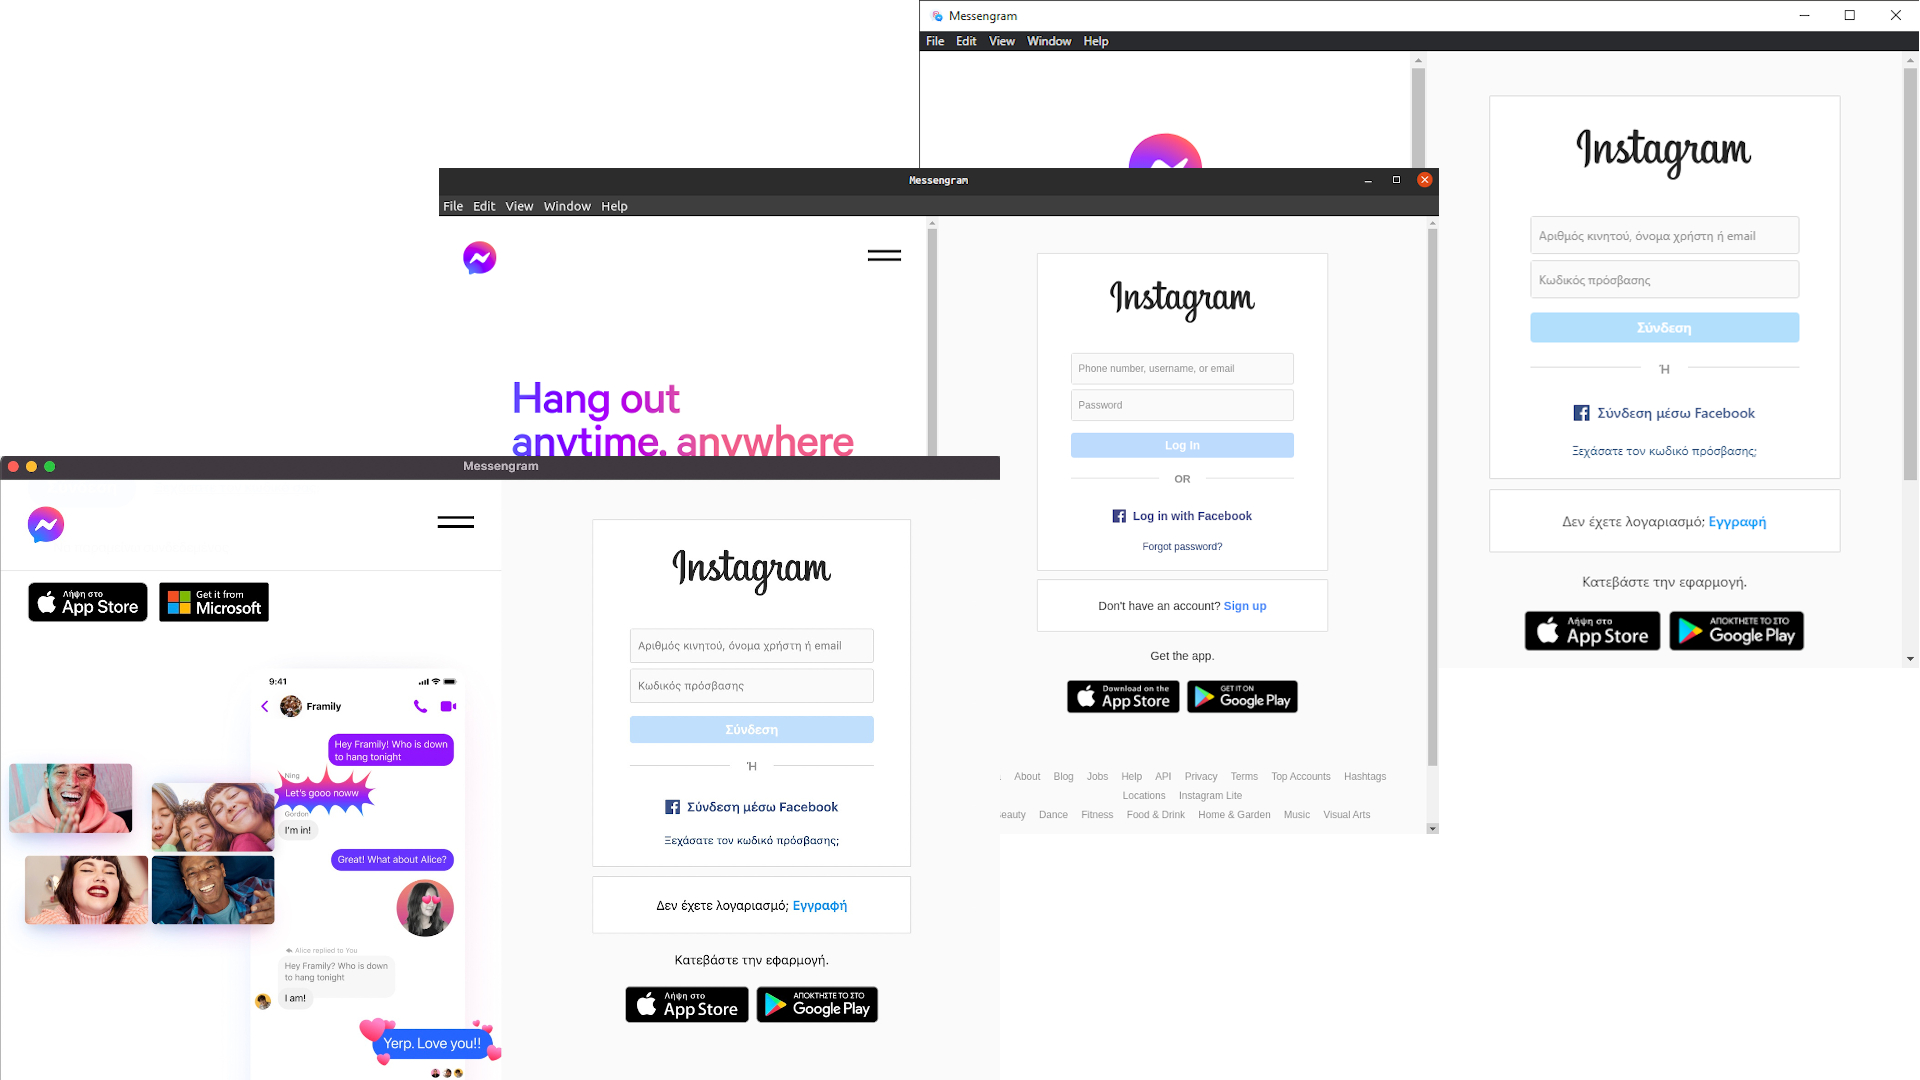 Messengram
File Edit View Window Help
Instagram
Αριθμός κινητού, όνομα χρήστη ή email
Κωδικός πρόσβασης
Σύνδεση
Ή
Σύνδεση μέσω Facebook
Ξεχάσατε τον κωδικό πρόσβασης;
Δεν έχετε λογαριασμό; Εγγραφή
Κατεβάστε την εφαρμογή.
Λήψη στο
App Store
ΑΠΟΚΤΗΣΤΕ ΤΟ ΣΤΟ
Google Play
Messengram
File Edit View Window Help
Hang out
anytime, anywhere
Instagram
Phone number, username, or email
Password
Log In
OR
Log in with Facebook
Forgot password?
Don't have an account? Sign up
Get the app.
Download on the
App Store
GET IT ON
Google Play
About Blog Jobs Help API Privacy Terms Top Accounts Hashtags
Locations Instagram Lite
Dance Fitness Food & Drink Home & Garden Music Visual Arts
Messengram
Λήψη στο
App Store
Get it from
Microsoft
9:41
Framily
Hey Framily! Who is down
to hang tonight
Ning
Let's gooo noww
Gordon
I'm in!
Great! What about Alice?
Alice replied to You
Hey Framily? Who is down
to hang tonight
I am!
Yerp. Love you!!
Instagram
Αριθμός κινητού, όνομα χρήστη ή email
Κωδικός πρόσβασης
Σύνδεση
Ή
Σύνδεση μέσω Facebook
Ξεχάσατε τον κωδικό πρόσβασης;
Δεν έχετε λογαριασμό; Εγγραφή
Κατεβάστε την εφαρμογή.
Λήψη στο
App Store
ΑΠΟΚΤΗΣΤΕ ΤΟ ΣΤΟ
Google Play